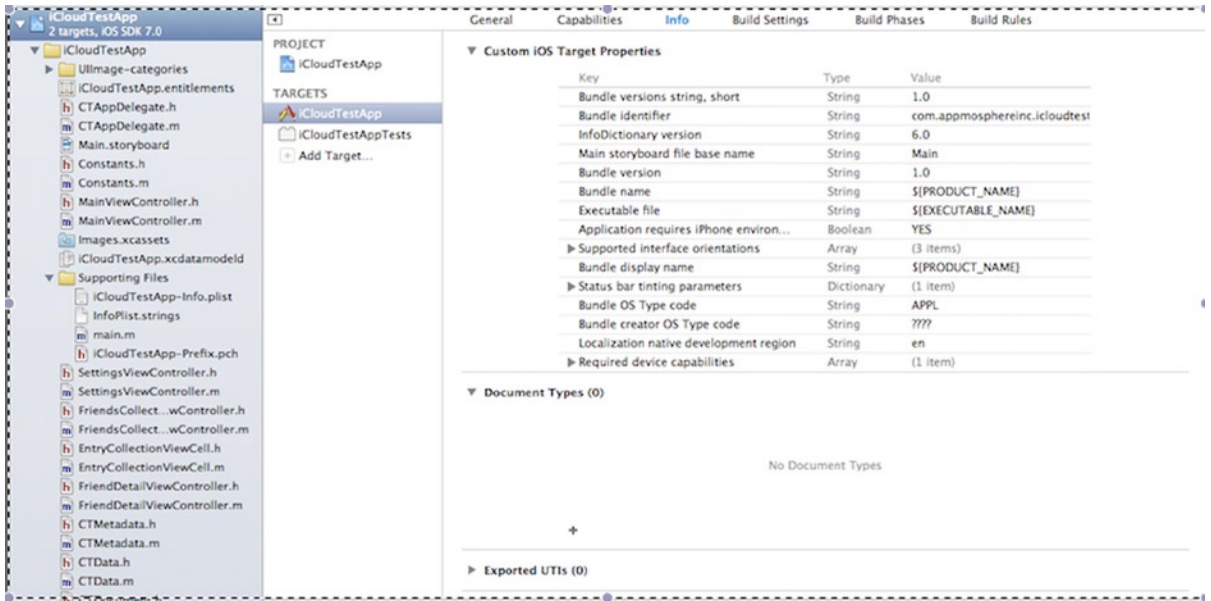 iCloudTestApp
2 targets, iOS SDK 7.0
iCloudTestApp
UIImage-categories
iCloudTestApp.entitlements
CTAppDelegate.h
CTAppDelegate.m
Main.storyboard
Constants.h
Constants.m
MainViewController.h
MainViewController.m
Images.xcassets
iCloudTestApp.xcdatamodeld
Supporting Files
iCloudTestApp-Info.plist
InfoPlist.strings
main.m
iCloudTestApp-Prefix.pch
SettingsViewController.h
SettingsViewController.m
FriendsCollect...wController.h
FriendsCollect...wController.m
EntryCollectionViewCell.h
EntryCollectionViewCell.m
FriendDetailViewController.h
FriendDetailViewController.m
CTMetadata.h
CTMetadata.m
CTData.h
CTData.m
PROJECT
iCloudTestApp
TARGETS
iCloudTestApp
iCloudTestAppTests
Add Target...
General Capabilities Info Build Settings Build Phases Build Rules
Custom iOS Target Properties
Key Type Value
Bundle versions string, short String 1.0
Bundle identifier String com.appmosphereinc.icloudtest
InfoDictionary version String 6.0
Main storyboard file base name String Main
Bundle version String 1.0
Bundle name String ${PRODUCT_NAME}
Executable file String ${EXECUTABLE_NAME}
Application requires iPhone environ... Boolean YES
Supported interface orientations Array (3 items)
Bundle display name String ${PRODUCT_NAME}
Status bar tinting parameters Dictionary (1 item)
Bundle OS Type code String APPL
Bundle creator OS Type code String ????
Localization native development region String en
Required device capabilities Array (1 item)
Document Types (0)
No Document Types
+
Exported UTIs (0)